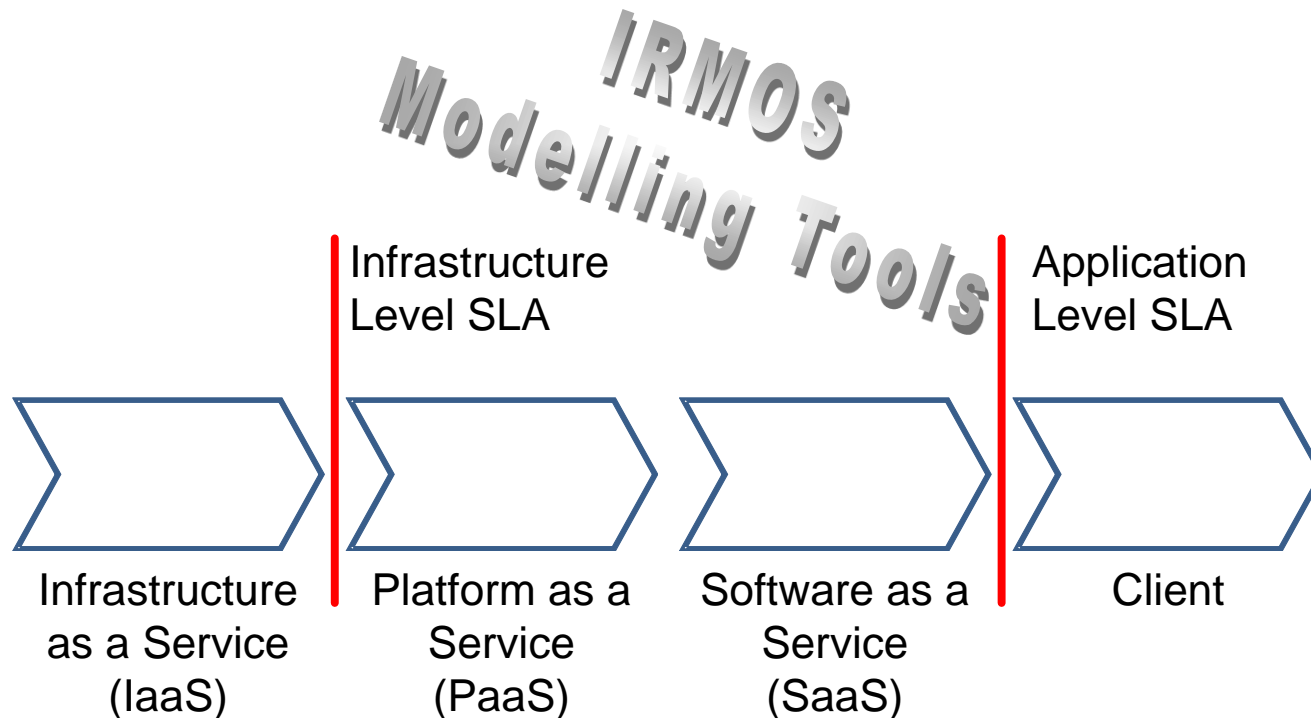 IRMOS
Modelling Tools
Infrastructure
Level SLA
Application
Level SLA
Infrastructure
as a Service
(IaaS)
Platform as a
Service
(PaaS)
Software as a
Service
(SaaS)
Client